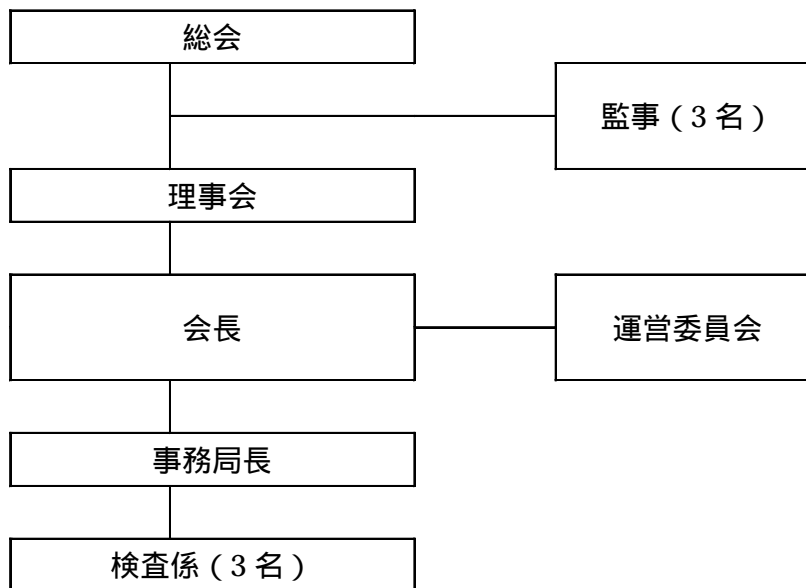 総会
監事（3名）
理事会
会長
運営委員会
事務局長
検査係（3名）